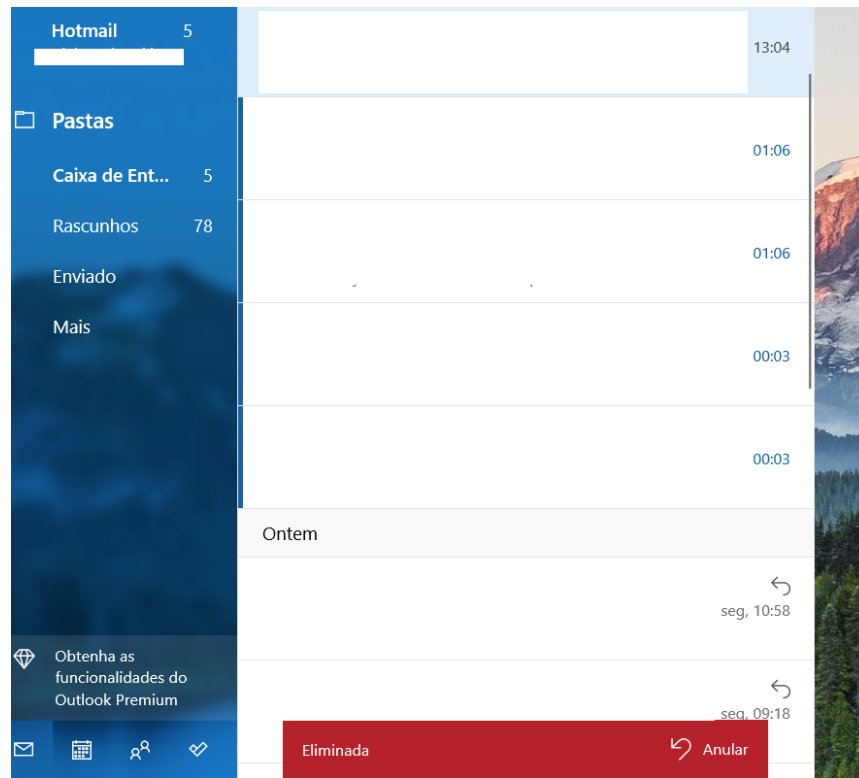 Hotmail 5
Pastas
Caixa de Ent... 5
Rascunhos 78
Enviado
Mais
Obtenha as
funcionalidades do
Outlook Premium
13:04
01:06
01:06
00:03
00:03
Ontem
seg, 10:58
seg, 09:18
Eliminada Anular